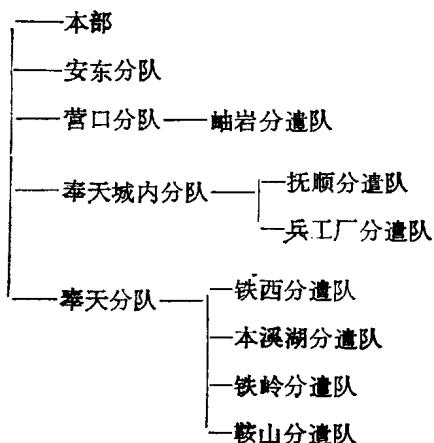 本部
安东分队
营口分队 岫岩分遣队
抚顺分遣队
奉天城内分队
兵工厂分遣队
铁西分遣队
奉天分队
本溪湖分遣队
铁岭分遣队
鞍山分遣队